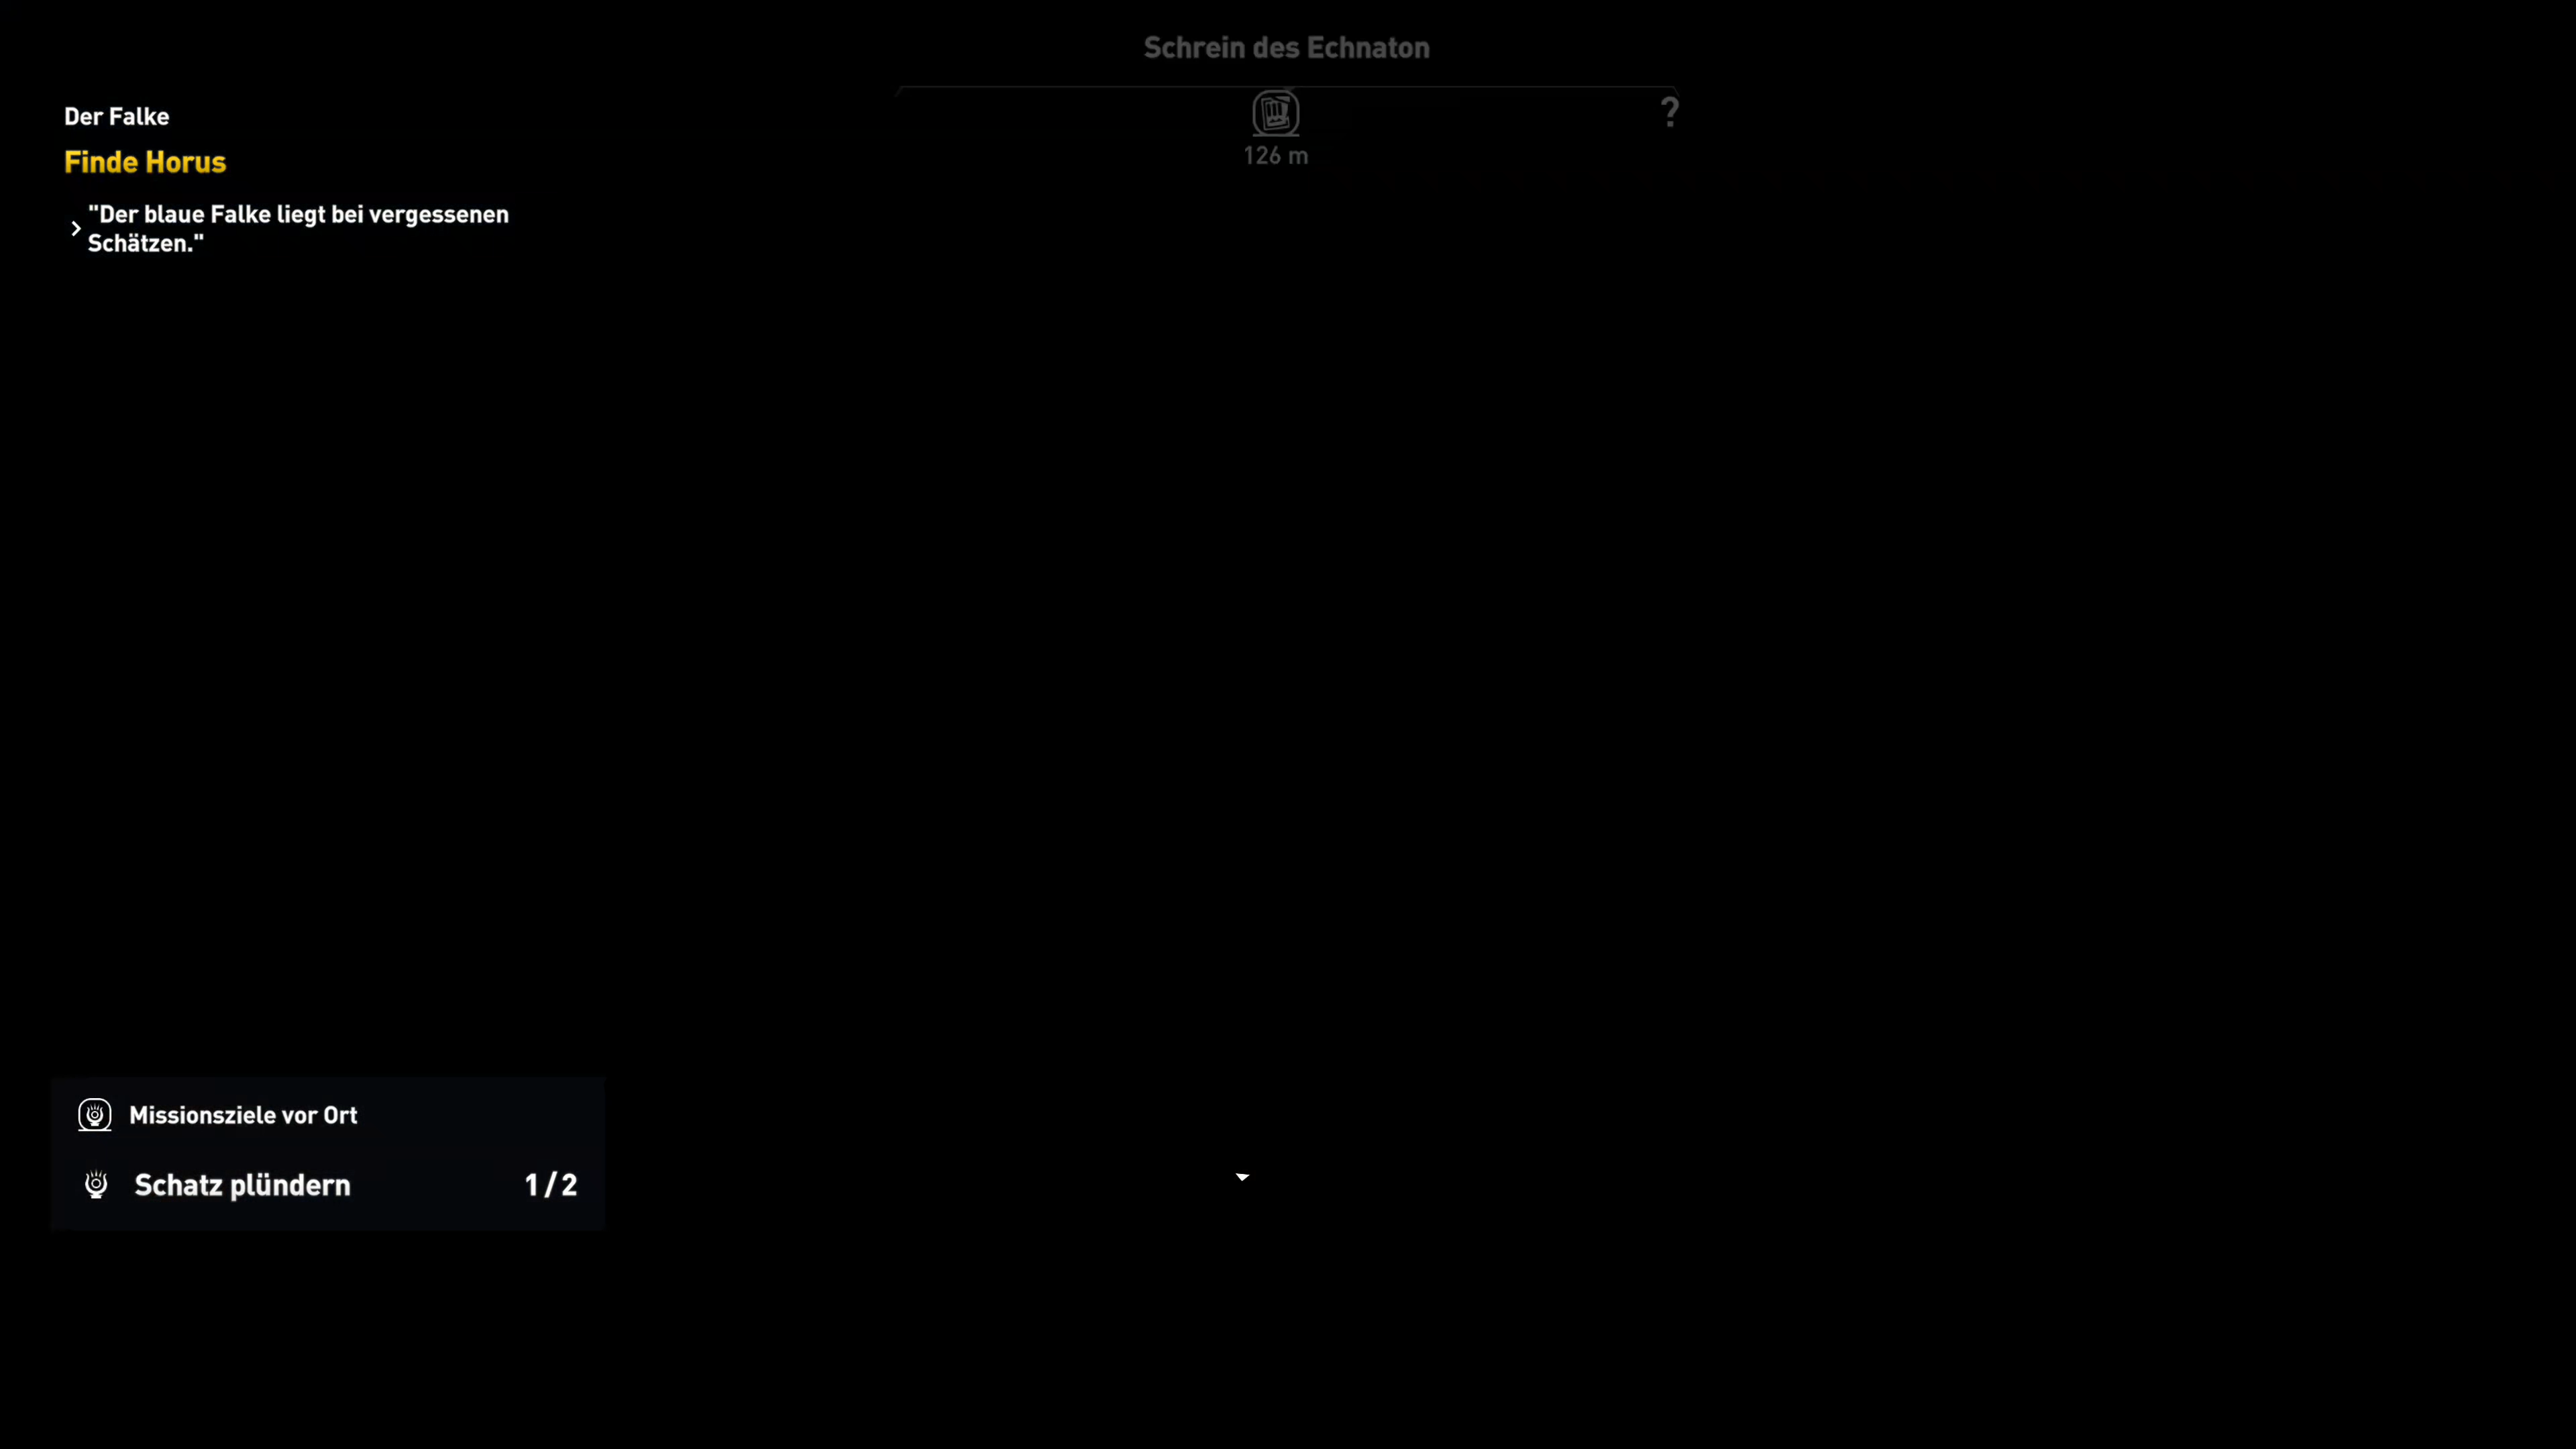 Schrein des Echnaton
?
126 m
Der Falke
Finde Horus
"Der blaue Falke liegt bei vergessenen
Schätzen."
Missionsziele vor Ort
Schatz plündern 1/2